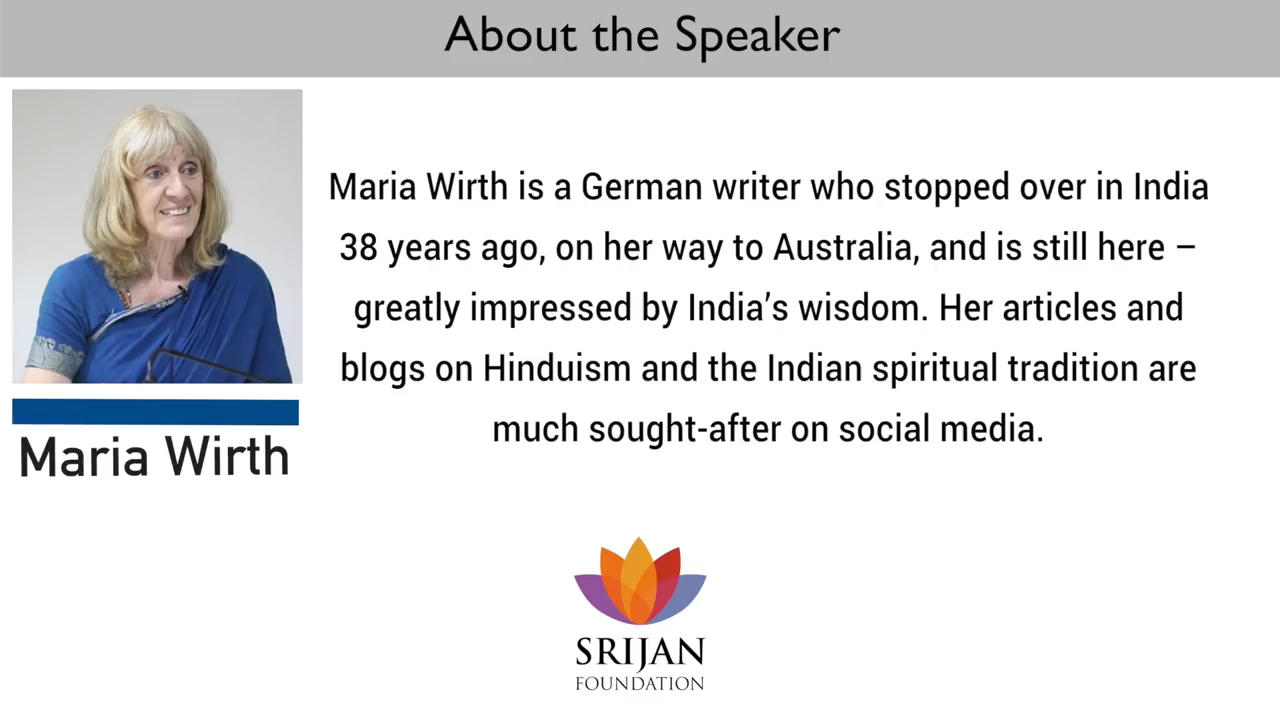 About the Speaker
Maria Wirth is a German writer who stopped over in India
38 years ago, on her way to Australia, and is still here –
greatly impressed by India’s wisdom. Her articles and
blogs on Hinduism and the Indian spiritual tradition are
much sought-after on social media.
Maria Wirth
SRIJAN
FOUNDATION